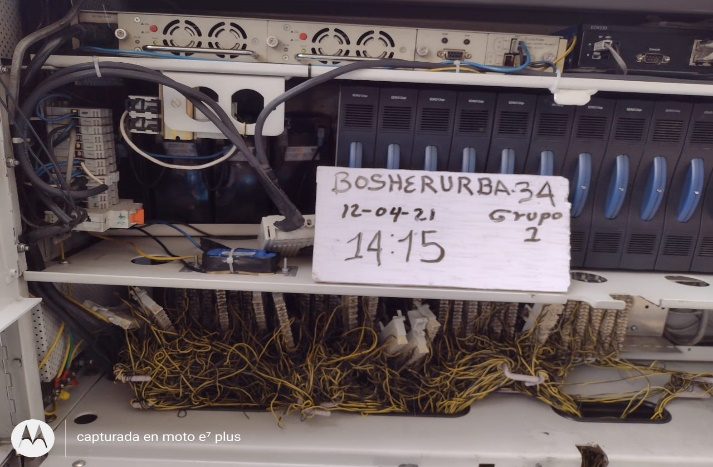 BOSHERURBA-34
12-04-21 Grupo
14:15 1
capturada en moto e⁷ plus